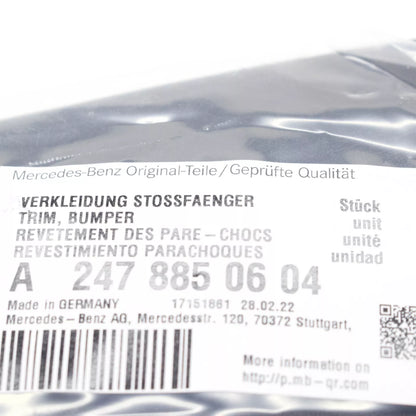 Mercedes-Benz Original-Teile/Geprüfte Qualität
VERKLEIDUNG STOSSFAENGER Stück
TRIM, BUMPER unit
REVETEMENT DES PARE-CHOCS unité
REVESTIMIENTO PARACHOQUES unidad
A 247 885 06 04
Made in GERMANY 17151861 28.02.22
Mercedes-Benz AG, Mercedesstr. 120, 70372 Stuttgart,
More information on
http://p.mb-qr.com/